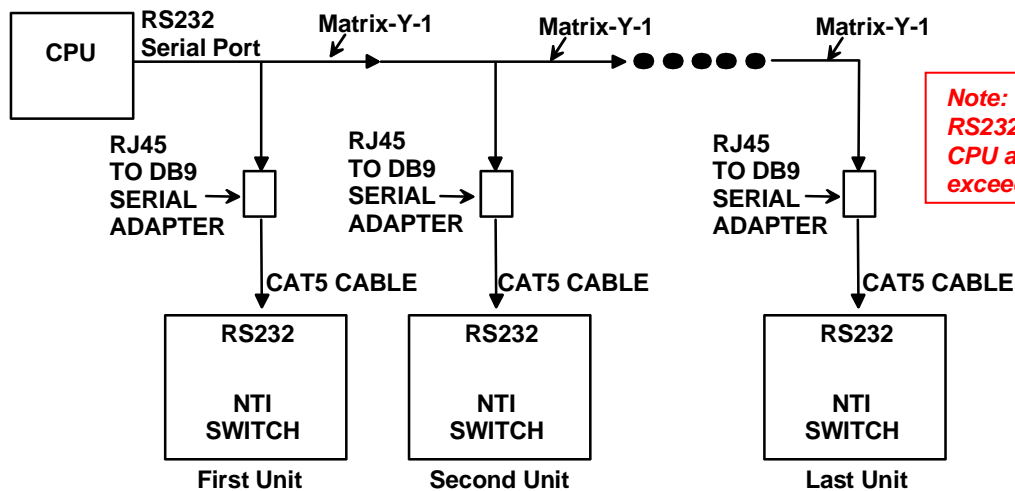 RS232
Serial Port
CPU
Matrix-Y-1
Matrix-Y-1
Matrix-Y-1
Note:
RS232
CPU a
excee
RJ45
TO DB9
SERIAL
ADAPTER
RJ45
TO DB9
SERIAL
ADAPTER
RJ45
TO DB9
SERIAL
ADAPTER
CAT5 CABLE
CAT5 CABLE
CAT5 CABLE
RS232
NTI
SWITCH
RS232
NTI
SWITCH
RS232
NTI
SWITCH
First Unit
Second Unit
Last Unit